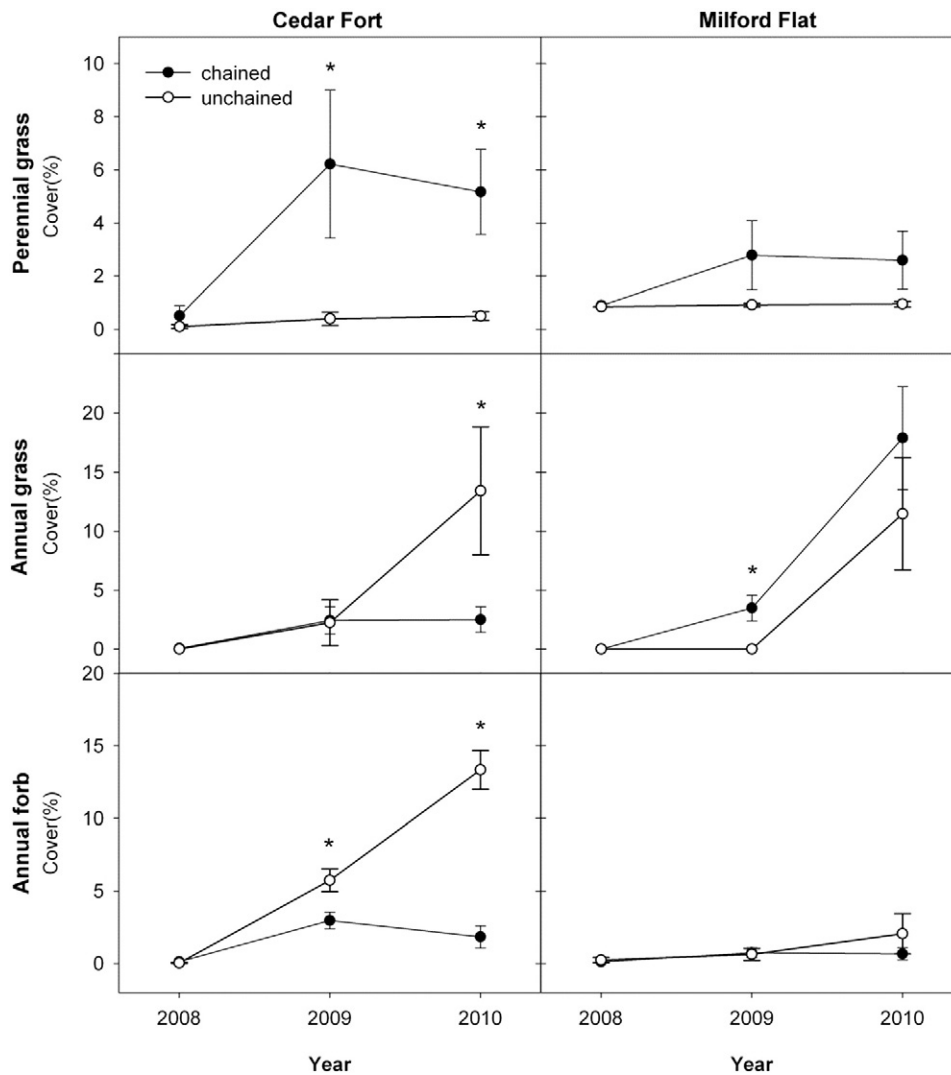 Cedar Fort
Milford Flat
Perennial grass
Cover(%)
10
8
6
4
2
0
chained
unchained
*
*
Annual grass
Cover(%)
20
15
10
5
0
*
*
Annual forb
Cover(%)
20
15
10
5
0
*
*
2008 2009 2010
2008 2009 2010
Year
Year